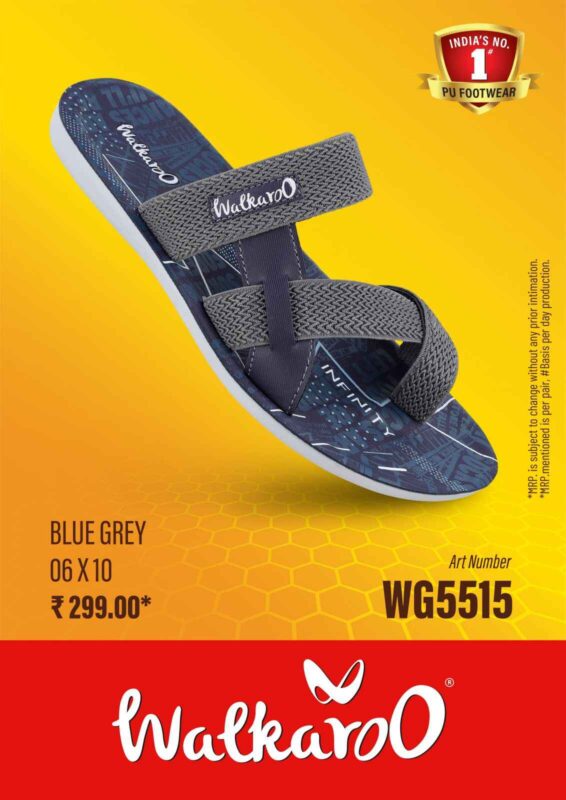 INDIA'S NO.
1#
PU FOOTWEAR
Walkaroo
Walkaroo
INFINITY
*MRP. is subject to change without any prior intimation.
*MRP.mentioned is per pair, #Basis per day production.
BLUE GREY
06 X 10
₹ 299.00*
Art Number
WG5515
Walkaroo®